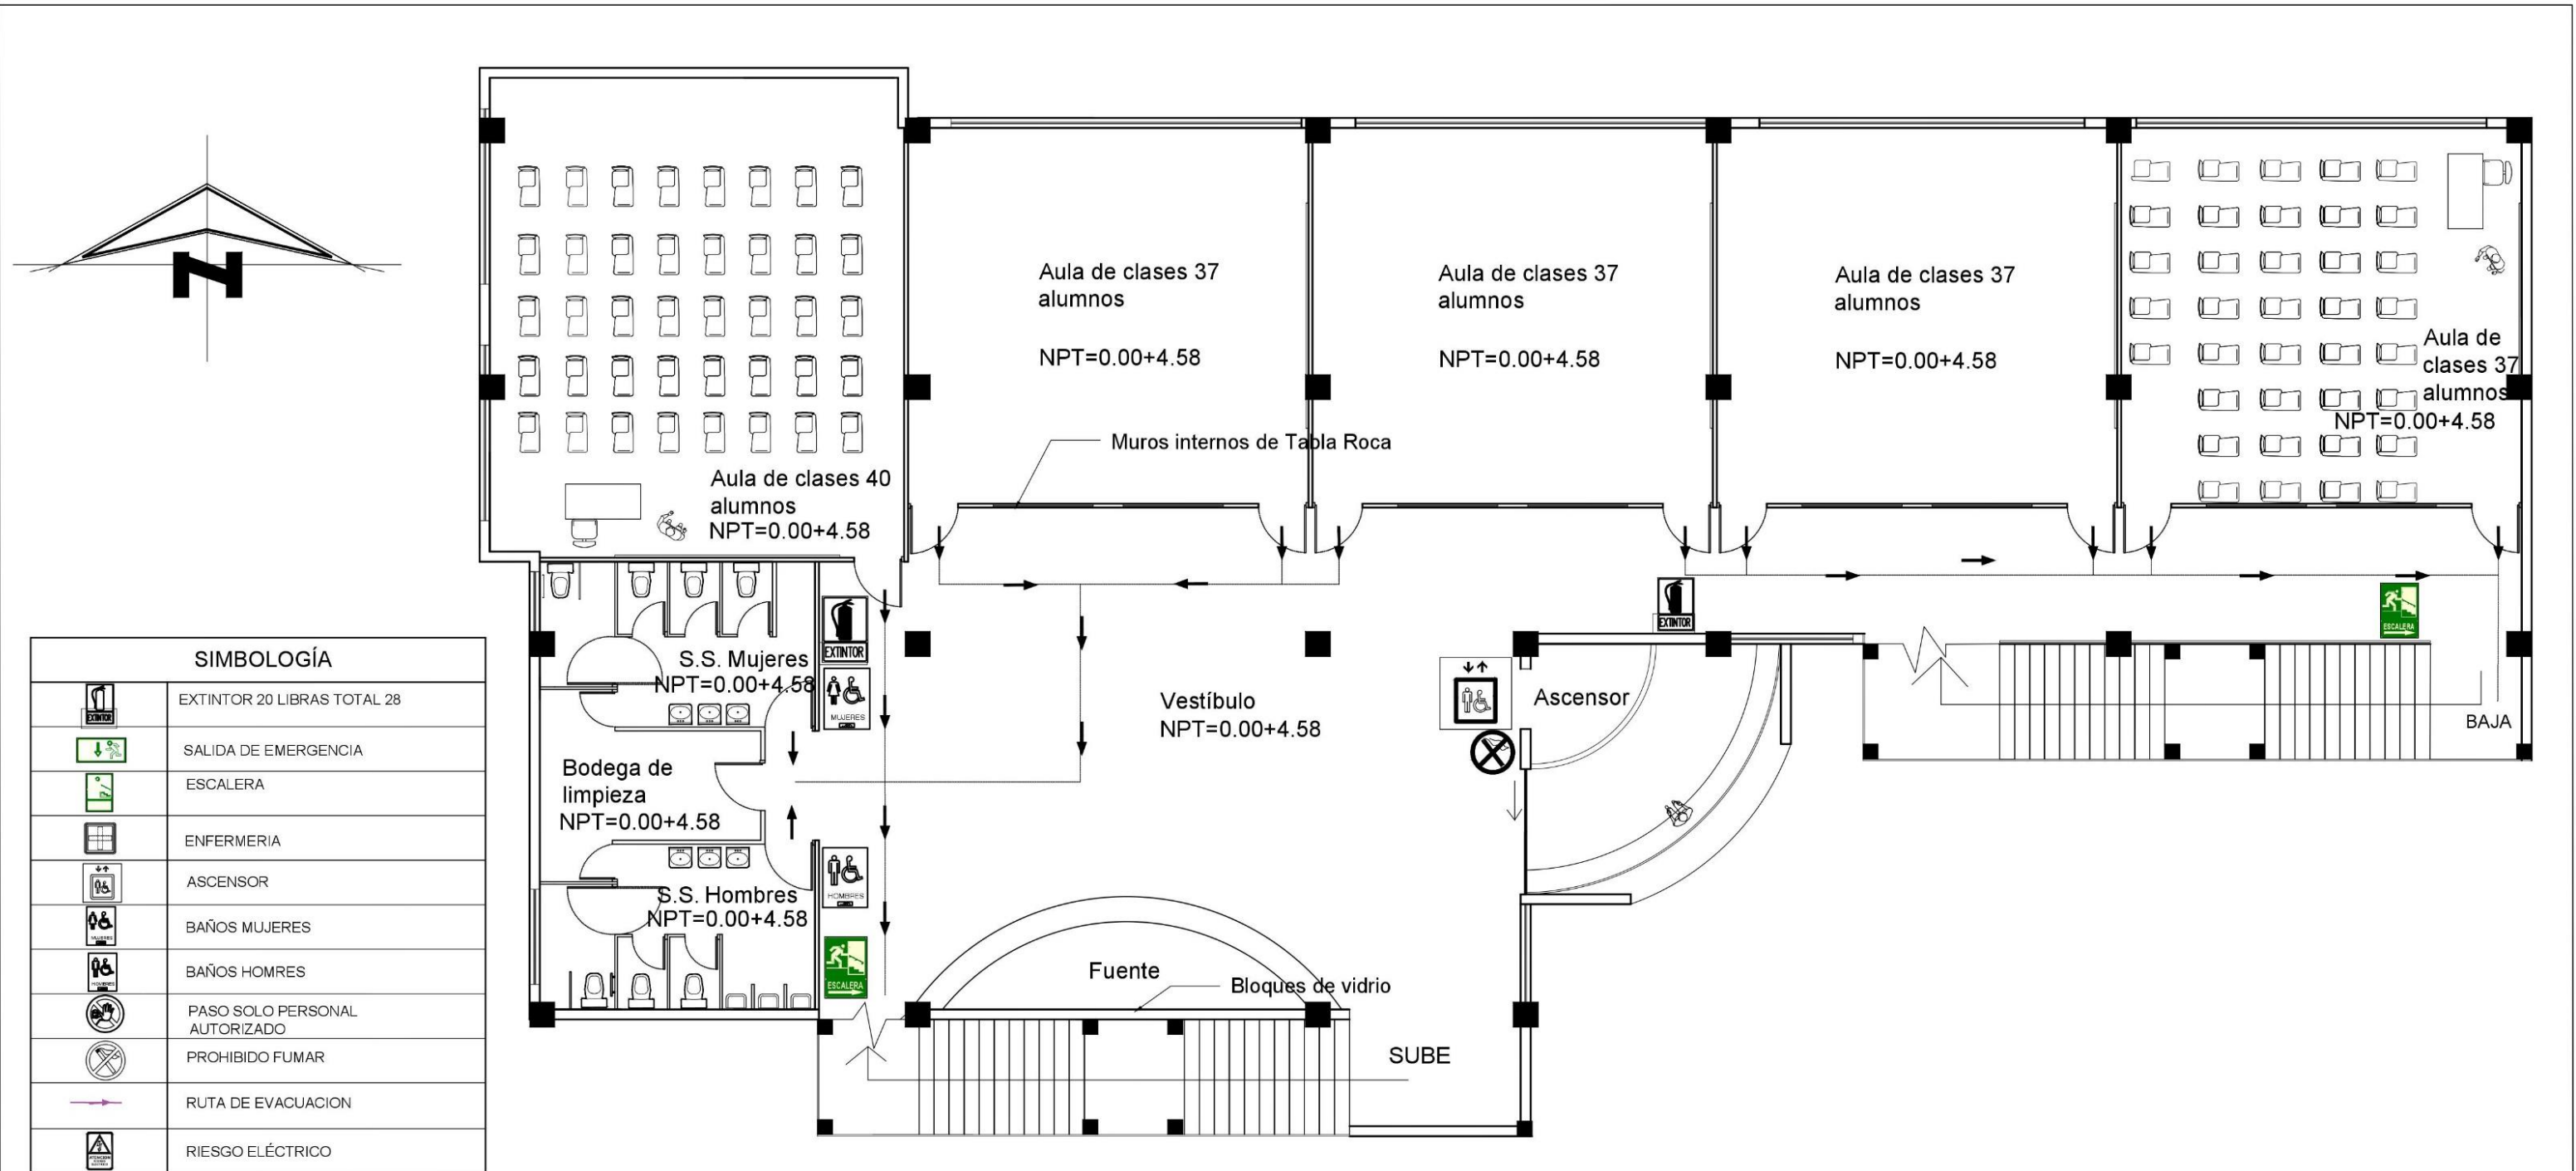 N
Aula de clases 40
alumnos
NPT=0.00+4.58
Aula de clases 37
alumnos
NPT=0.00+4.58
Aula de clases 37
alumnos
NPT=0.00+4.58
Aula de clases 37
alumnos
NPT=0.00+4.58
Aula de
clases 37
alumnos
NPT=0.00+4.58
Muros internos de Tabla Roca
EXTINTOR
S.S. Mujeres
NPT=0.00+4.58
MUJERES
Bodega de
limpieza
NPT=0.00+4.58
S.S. Hombres
NPT=0.00+4.58
HOMBRES
ESCALERA
Vestíbulo
NPT=0.00+4.58
Fuente
Bloques de vidrio
SUBE
Ascensor
EXTINTOR
ESCALERA
BAJA
SIMBOLOGÍA
EXTINTOR
EXTINTOR 20 LIBRAS TOTAL 28
SALIDA DE EMERGENCIA
ESCALERA
ENFERMERIA
ASCENSOR
MUJERES
BAÑOS MUJERES
HOMBRES
BAÑOS HOMRES
PASO SOLO PERSONAL
AUTORIZADO
PROHIBIDO FUMAR
RUTA DE EVACUACION
RIESGO ELÉCTRICO